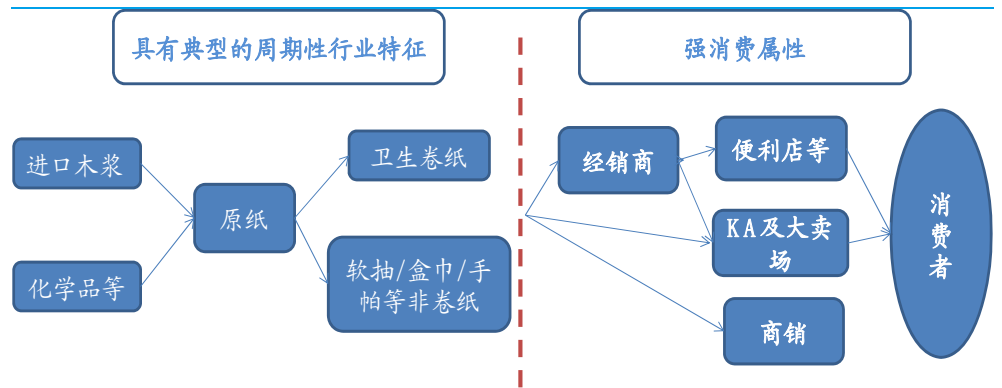 具有典型的周期性行业特征
强消费属性
进口木浆
化学品等
原纸
卫生卷纸
软抽/盒巾/手
帕等非卷纸
经销商
便利店等
KA及大卖
场
商销
消
费
者